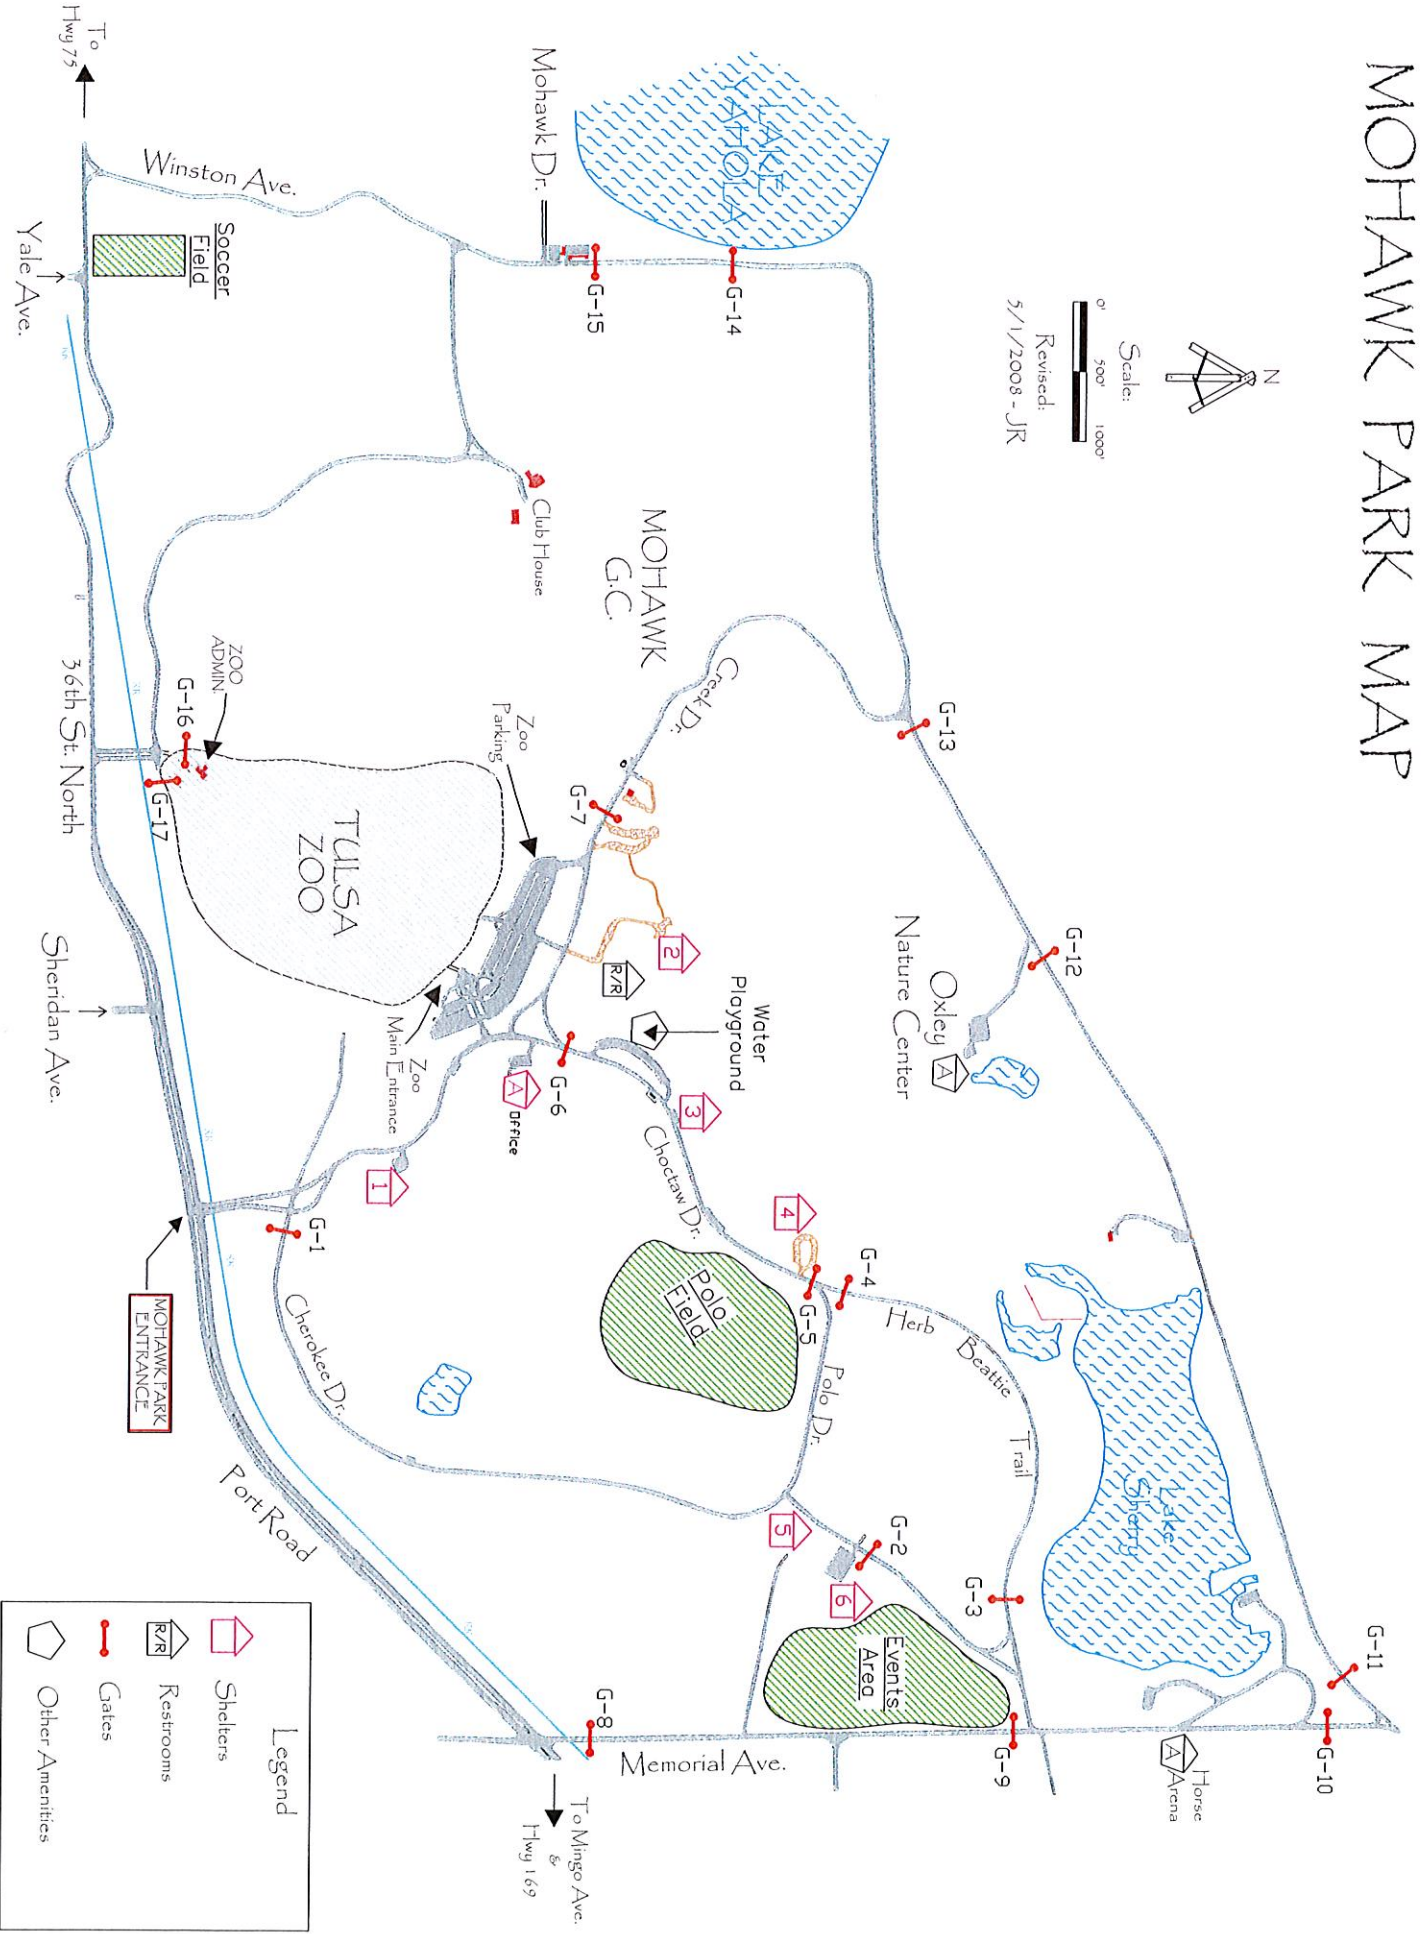 MOHAWK PARK MAP
N
Scale:
0'
500'
1000'
Revised:
5/1/2008 - JR
LAKE
YAHOLA
Mohawk Dr.
To
Hwy 75
Winston Ave.
Soccer
Field
Yale Ave.
G-15
G-14
G-13
G-12
G-11
G-10
Club House
MOHAWK
G.C.
Creek Dr.
G-7
Zoo
Parking
ZOO
ADMIN.
G-16
G-17
36th St. North
TULSA
ZOO
Sheridan Ave.
Oxley
Nature Center
A
2
R/R
Water
Playground
3
G-6
A
Office
Zoo
Main Entrance
1
Choctaw Dr.
4
G-4
G-5
Polo
Field
Herb
Beattie
Trail
Polo Dr.
G-1
Cherokee Dr.
MOHAWK PARK
ENTRANCE
Port Road
Lake
Sherry
5
G-2
6
G-3
Events
Area
G-8
Memorial Ave.
G-9
Horse
Arena
A
To Mingo Ave.
&
Hwy 169
Legend
Shelters
R/R
Restrooms
Gates
Other Amenities